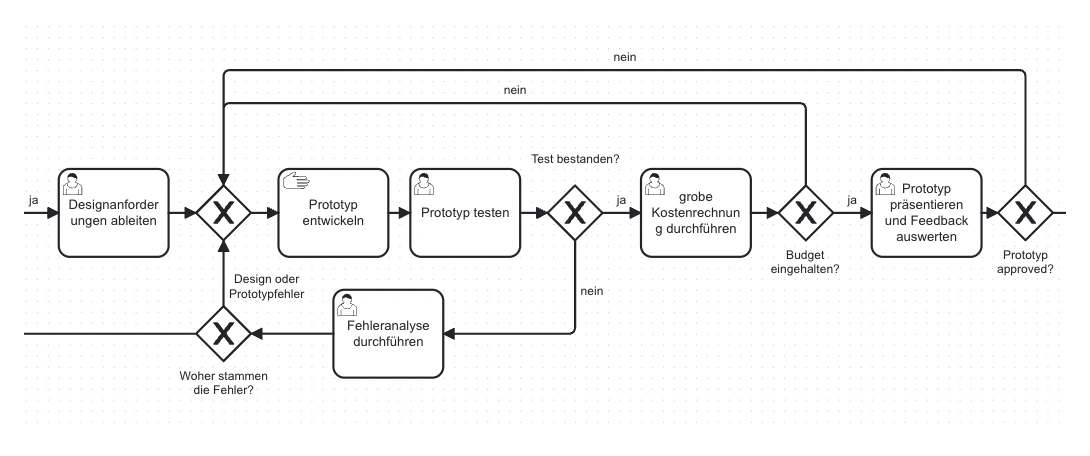 nein
nein
Test bestanden?
ja
Designanforder
ungen ableiten
Prototyp
entwickeln
Prototyp testen
ja
grobe
Kostenrechnun
g durchführen
ja
Prototyp
präsentieren
und Feedback
auswerten
Budget
eingehalten?
Prototyp
approved?
Design oder
Prototypfehler
nein
Fehleranalyse
durchführen
Woher stammen
die Fehler?